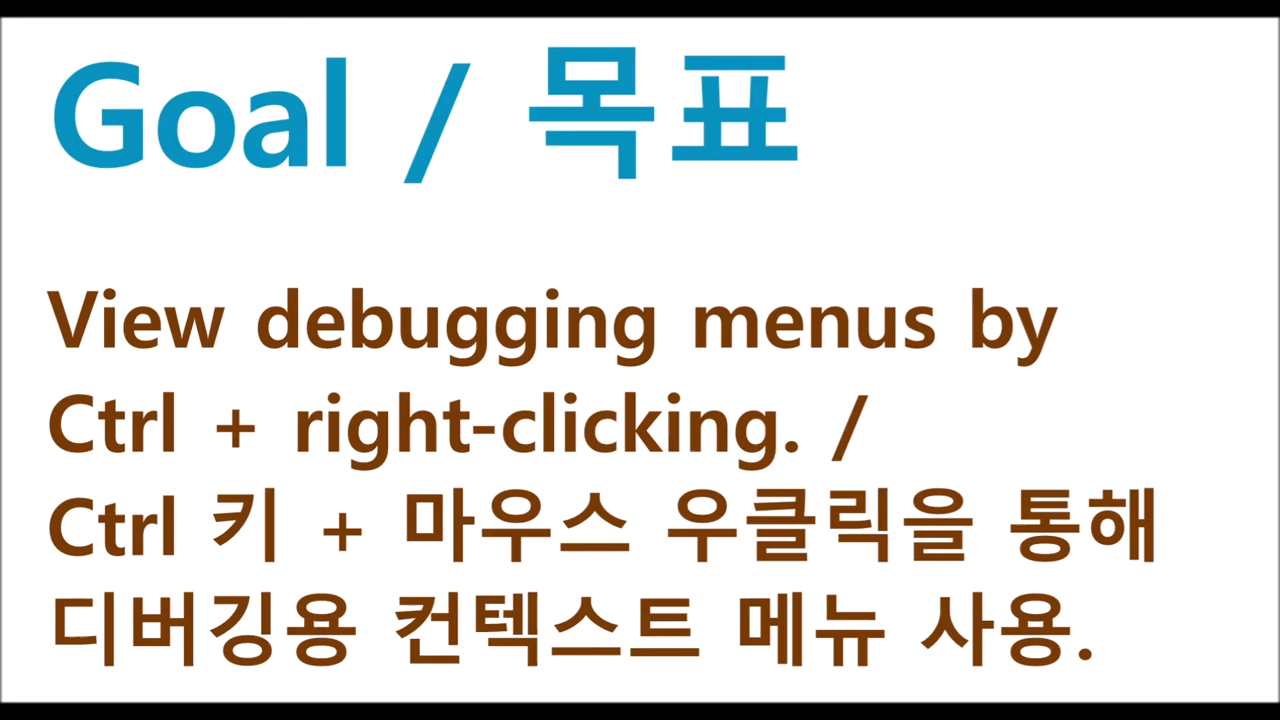 Goal / 목표
View debugging menus by
Ctrl + right-clicking. /
Ctrl 키 + 마우스 우클릭을 통해
디버깅용 컨텍스트 메뉴 사용.